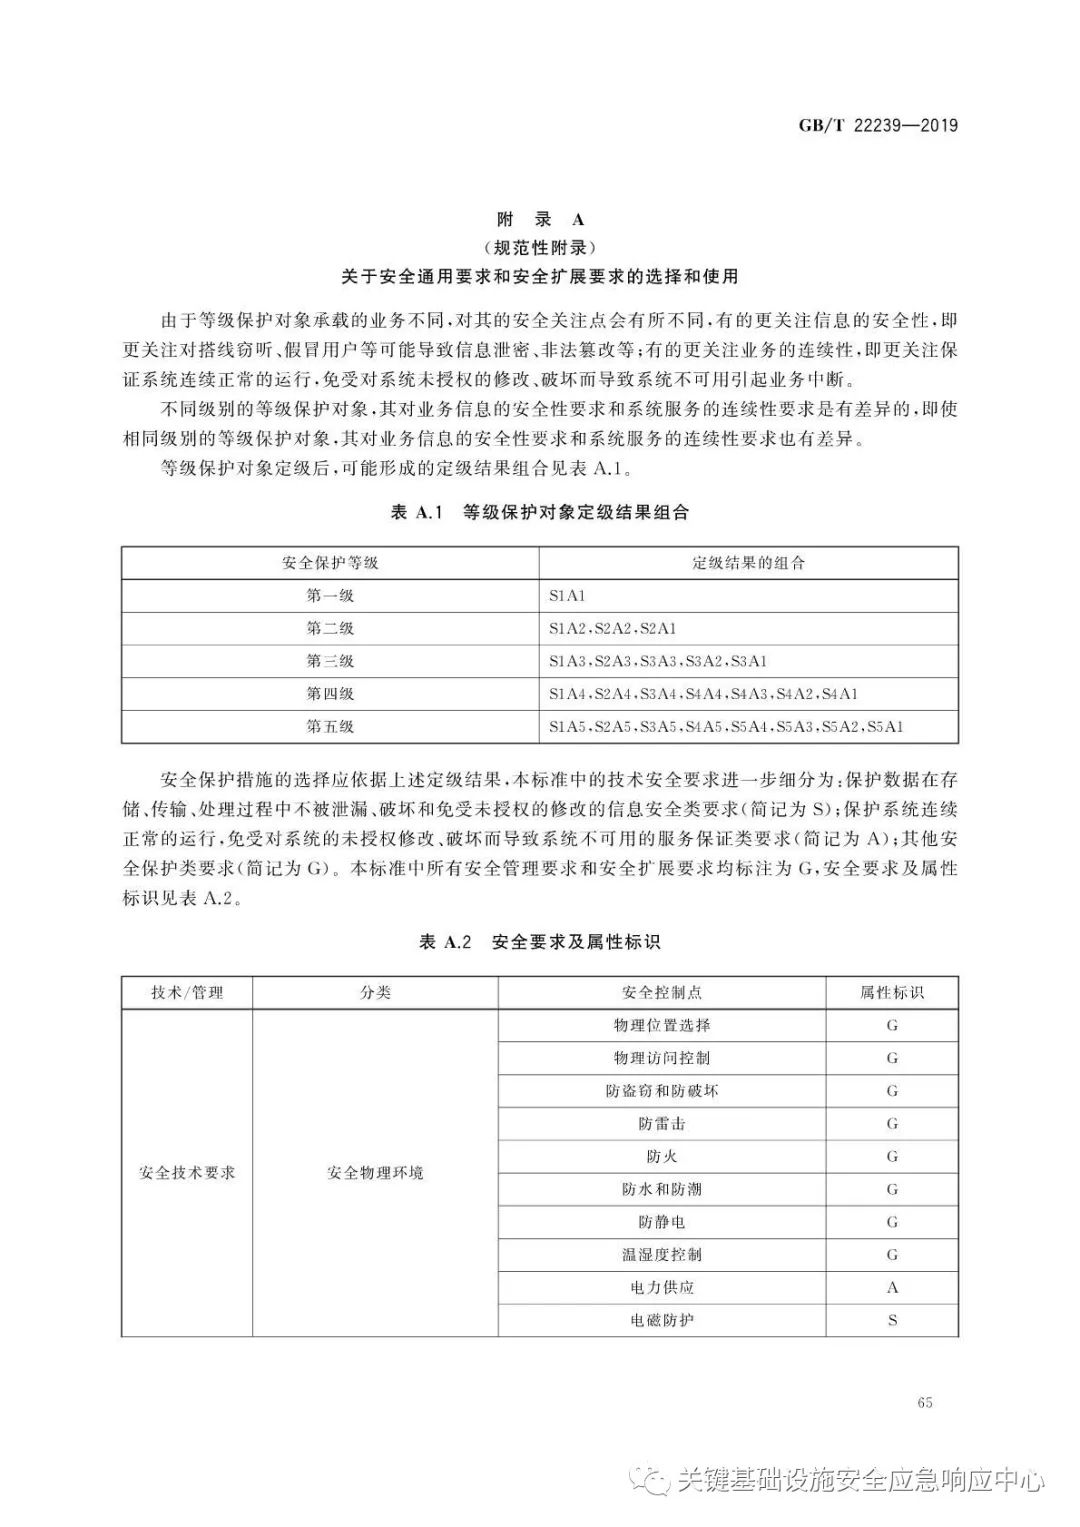 GB/T 22239—2019
附 录 A
（规范性附录）
关于安全通用要求和安全扩展要求的选择和使用
由于等级保护对象承载的业务不同,对其的安全关注点会有所不同,有的更关注信息的安全性,即
更关注对搭线窃听、假冒用户等可能导致信息泄密、非法篡改等;有的更关注业务的连续性,即更关注保
证系统连续正常的运行,免受对系统未授权的修改、破坏而导致系统不可用引起业务中断。
不同级别的等级保护对象,其对业务信息的安全性要求和系统服务的连续性要求是有差异的,即使
相同级别的等级保护对象,其对业务信息的安全性要求和系统服务的连续性要求也有差异。
等级保护对象定级后,可能形成的定级结果组合见表 A.1。
表 A.1 等级保护对象定级结果组合
安全保护等级 定级结果的组合
第一级 S1A1
第二级 S1A2,S2A2,S2A1
第三级 S1A3,S2A3,S3A3,S3A2,S3A1
第四级 S1A4,S2A4,S3A4,S4A4,S4A3,S4A2,S4A1
第五级 S1A5,S2A5,S3A5,S4A5,S5A4,S5A3,S5A2,S5A1
安全保护措施的选择应依据上述定级结果,本标准中的技术安全要求进一步细分为:保护数据在存
储、传输、处理过程中不被泄漏、破坏和免受未授权的修改的信息安全类要求(简记为 S);保护系统连续
正常的运行,免受对系统的未授权修改、破坏而导致系统不可用的服务保证类要求(简记为 A);其他安
全保护类要求(简记为 G)。本标准中所有安全管理要求和安全扩展要求均标注为 G,安全要求及属性
标识见表 A.2。
表 A.2 安全要求及属性标识
技术/管理 分类 安全控制点 属性标识
物理位置选择 G
物理访问控制 G
防盗窃和防破坏 G
防雷击 G
防火 G
安全技术要求 安全物理环境
防水和防潮 G
防静电 G
温湿度控制 G
电力供应 A
电磁防护 S
65
关键基础设施安全应急响应中心